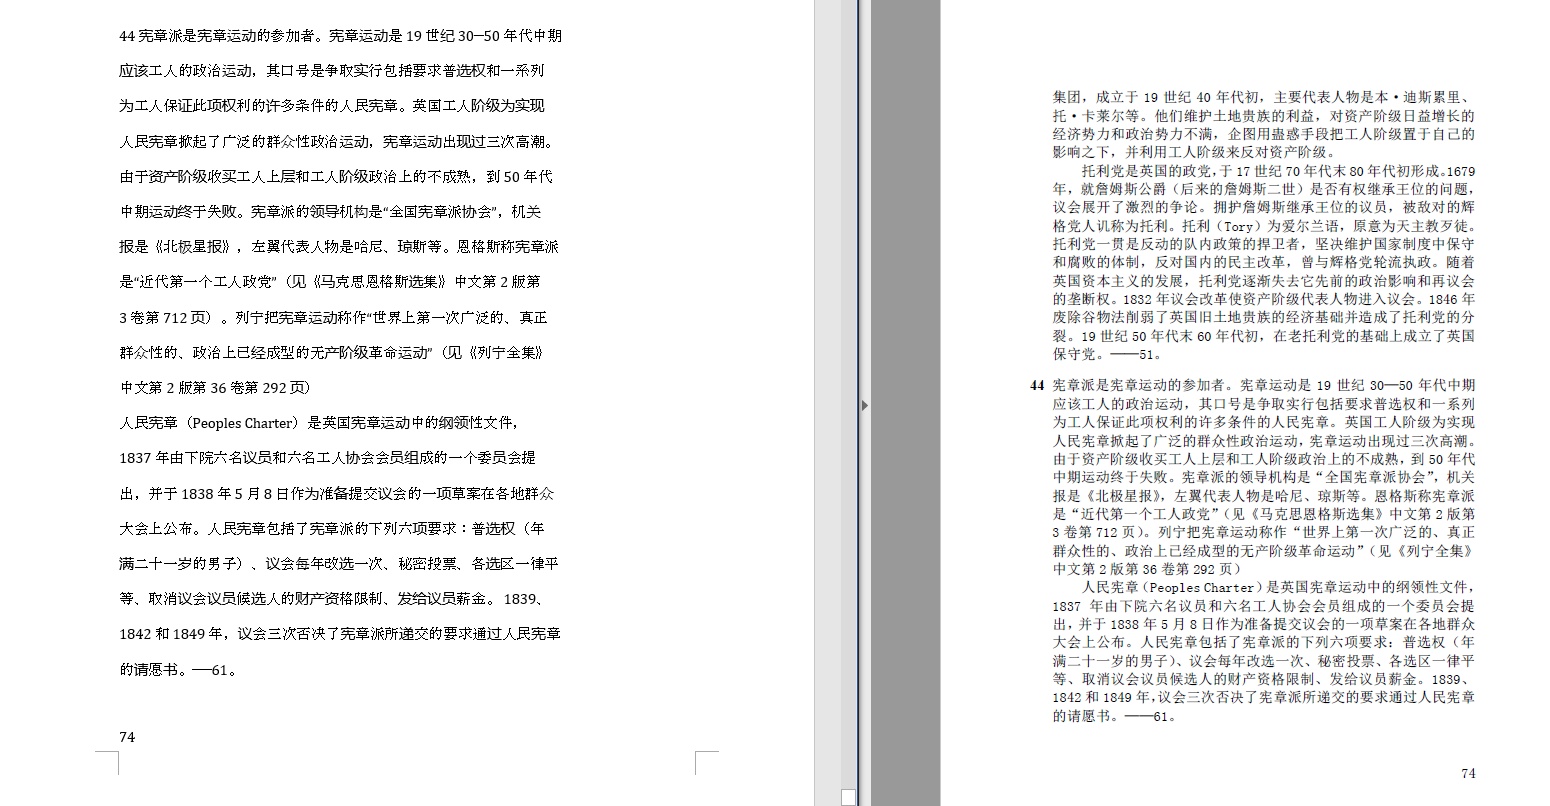 44 宪章派是宪章运动的参加者。宪章运动是 19 世纪 30—50 年代中期
应该工人的政治运动，其口号是争取实行包括要求普选权和一系列
为工人保证此项权利的许多条件的人民宪章。英国工人阶级为实现
人民宪章掀起了广泛的群众性政治运动，宪章运动出现过三次高潮。
由于资产阶级收买工人上层和工人阶级政治上的不成熟，到 50 年代
中期运动终于失败。宪章派的领导机构是“全国宪章派协会”，机关
报是《北极星报》，左翼代表人物是哈尼、琼斯等。恩格斯称宪章派
是“近代第一个工人政党”（见《马克思恩格斯选集》中文第 2 版第
3 卷第 712 页）。列宁把宪章运动称作“世界上第一次广泛的、真正
群众性的、政治上已经成型的无产阶级革命运动”（见《列宁全集》
中文第 2 版第 36 卷第 292 页）
人民宪章（Peoples Charter）是英国宪章运动中的纲领性文件，
1837 年由下院六名议员和六名工人协会会员组成的一个委员会提
出，并于 1838 年 5 月 8 日作为准备提交议会的一项草案在各地群众
大会上公布。人民宪章包括了宪章派的下列六项要求：普选权（年
满二十一岁的男子）、议会每年改选一次、秘密投票、各选区一律平
等、取消议会议员候选人的财产资格限制、发给议员薪金。 1839、
1842 和 1849 年，议会三次否决了宪章派所递交的要求通过人民宪章
的请愿书。—61。
74
集团，成立于 19 世纪 40 年代初，主要代表人物是本·迪斯累里、
托·卡莱尔等。他们维护土地贵族的利益，对资产阶级日益增长的
经济势力和政治势力不满，企图用蛊惑手段把工人阶级置于自己的
影响之下，并利用工人阶级来反对资产阶级。
托利党是英国的政党，于 17 世纪 70 年代末 80 年代初形成。1679
年，就詹姆斯公爵（后来的詹姆斯二世）是否有权继承王位的问题，
议会展开了激烈的争论。拥护詹姆斯继承王位的议员，被敌对的辉
格党人讥称为托利。托利（Tory）为爱尔兰语，原意为天主教歹徒。
托利党一贯是反动的队内政策的捍卫者，坚决维护国家制度中保守
和腐败的体制，反对国内的民主改革，曾与辉格党轮流执政。随着
英国资本主义的发展，托利党逐渐失去它先前的政治影响和再议会
的垄断权。1832 年议会改革使资产阶级代表人物进入议会。1846 年
废除谷物法削弱了英国旧土地贵族的经济基础并造成了托利党的分
裂。19 世纪 50 年代末 60 年代初，在老托利党的基础上成立了英国
保守党。——51。
44 宪章派是宪章运动的参加者。宪章运动是 19 世纪 30—50 年代中期
应该工人的政治运动，其口号是争取实行包括要求普选权和一系列
为工人保证此项权利的许多条件的人民宪章。英国工人阶级为实现
人民宪章掀起了广泛的群众性政治运动，宪章运动出现过三次高潮。
由于资产阶级收买工人上层和工人阶级政治上的不成熟，到 50 年代
中期运动终于失败。宪章派的领导机构是“全国宪章派协会”，机关
报是《北极星报》，左翼代表人物是哈尼、琼斯等。恩格斯称宪章派
是“近代第一个工人政党”（见《马克思恩格斯选集》中文第 2 版第
3 卷第 712 页）。列宁把宪章运动称作“世界上第一次广泛的、真正
群众性的、政治上已经成型的无产阶级革命运动”（见《列宁全集》
中文第 2 版第 36 卷第 292 页）
人民宪章（Peoples Charter）是英国宪章运动中的纲领性文件，
1837 年由下院六名议员和六名工人协会会员组成的一个委员会提
出，并于 1838 年 5 月 8 日作为准备提交议会的一项草案在各地群众
大会上公布。人民宪章包括了宪章派的下列六项要求：普选权（年
满二十一岁的男子）、议会每年改选一次、秘密投票、各选区一律平
等、取消议会议员候选人的财产资格限制、发给议员薪金。1839、
1842 和 1849 年，议会三次否决了宪章派所递交的要求通过人民宪章
的请愿书。——61。
74